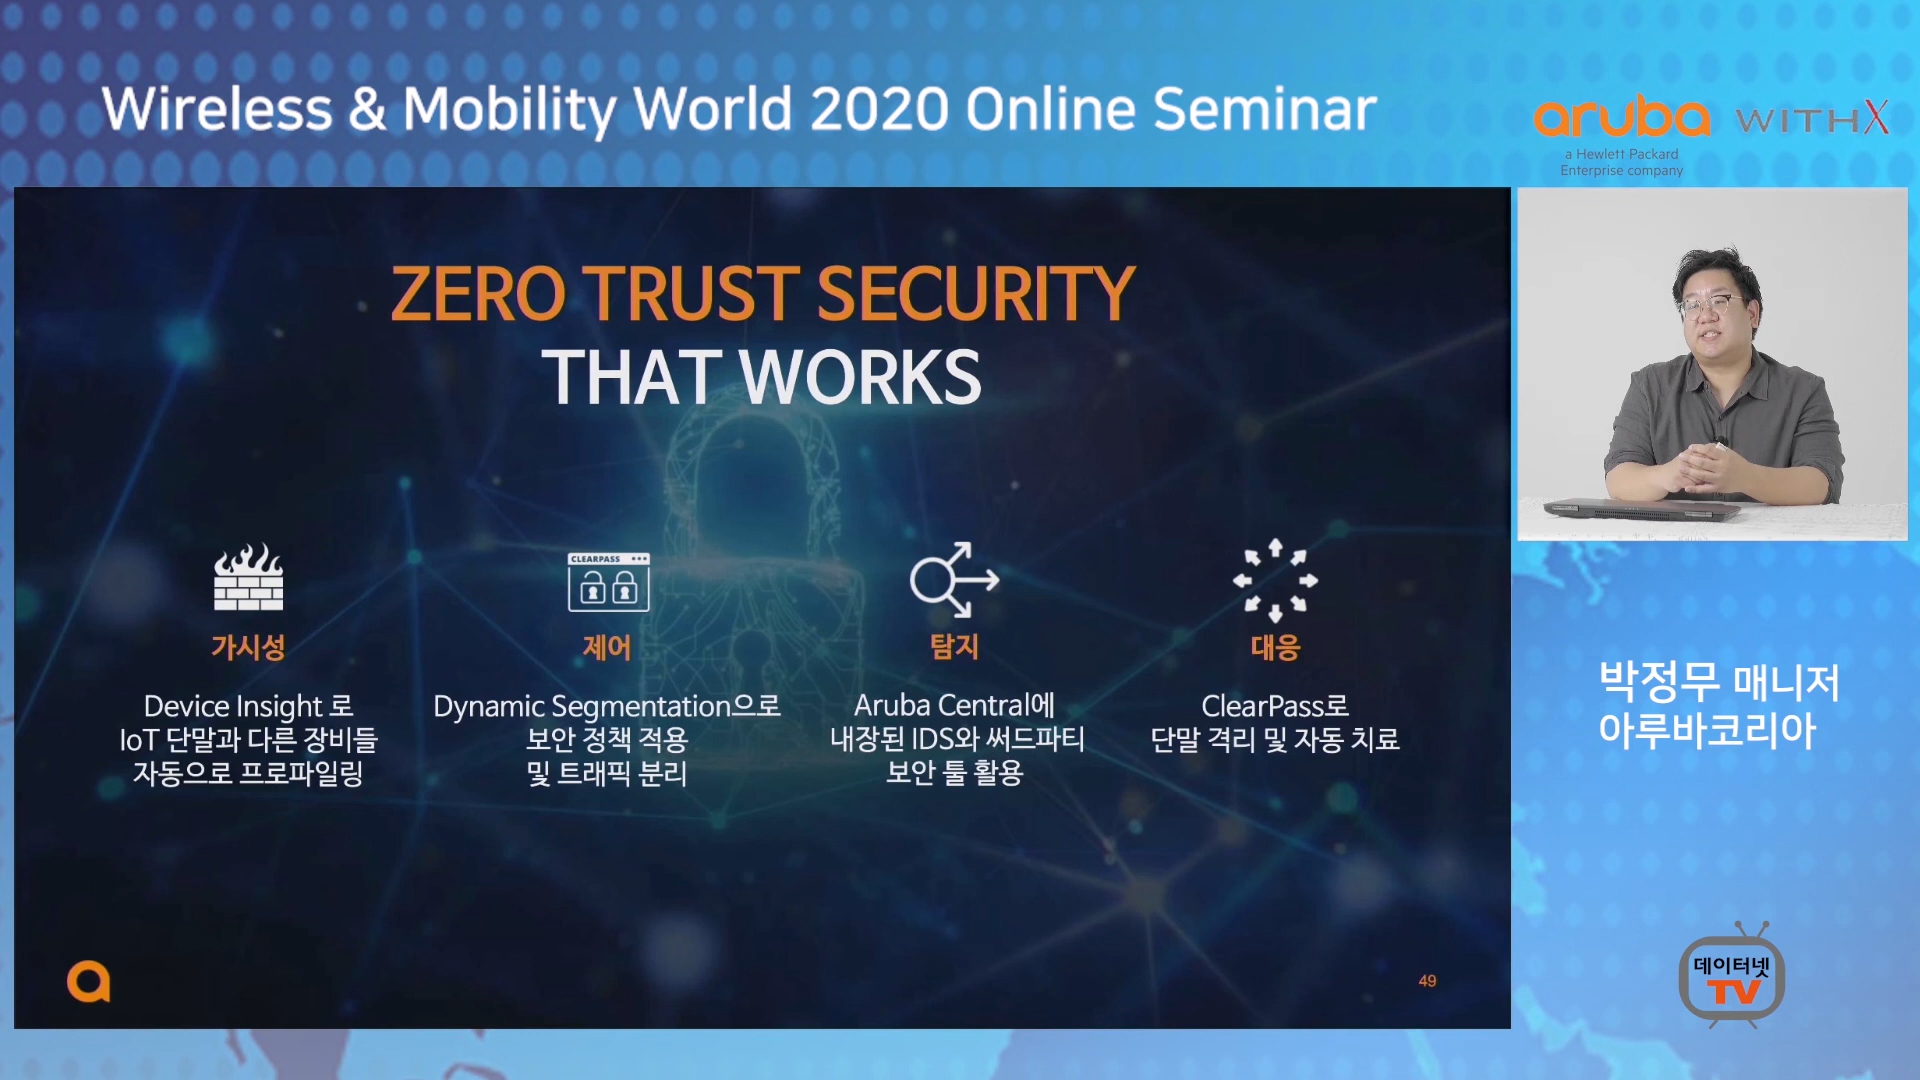 Wireless & Mobility World 2020 Online Seminar
aruba
a Hewlett Packard
Enterprise company
WITHX
ZERO TRUST SECURITY
THAT WORKS
가시성
Device Insight 로
IoT 단말과 다른 장비들
자동으로 프로파일링
CLEARPASS
제어
Dynamic Segmentation으로
보안 정책 적용
및 트래픽 분리
탐지
Aruba Central에
내장된 IDS와 써드파티
보안 툴 활용
대응
ClearPass로
단말 격리 및 자동 치료
49
박정무 매니저
아루바코리아
데이터넷
TV